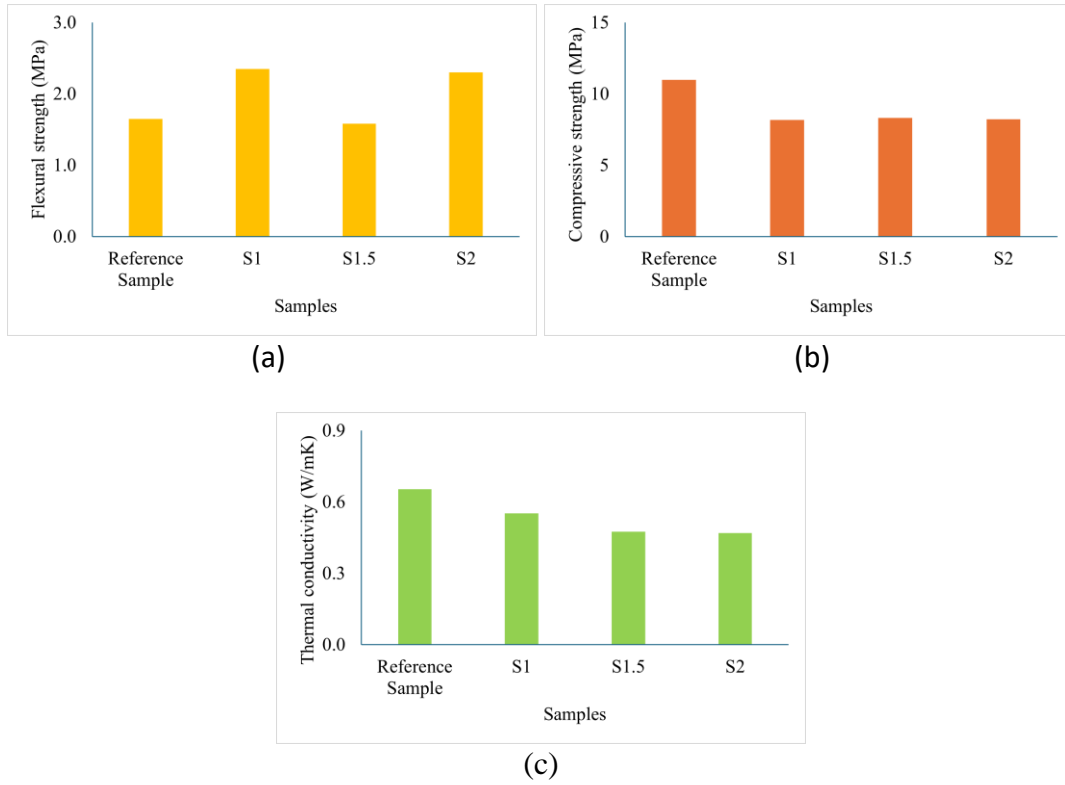 Flexural strength (MPa)
3.0
2.0
1.0
0.0
Reference
Sample
S1
S1.5
S2
Samples
(a)
Compressive strength (MPa)
15
10
5
0
Reference
Sample
S1
S1.5
S2
Samples
(b)
Thermal conductivity (W/mK)
0.9
0.6
0.3
0.0
Reference
Sample
S1
S1.5
S2
Samples
(c)